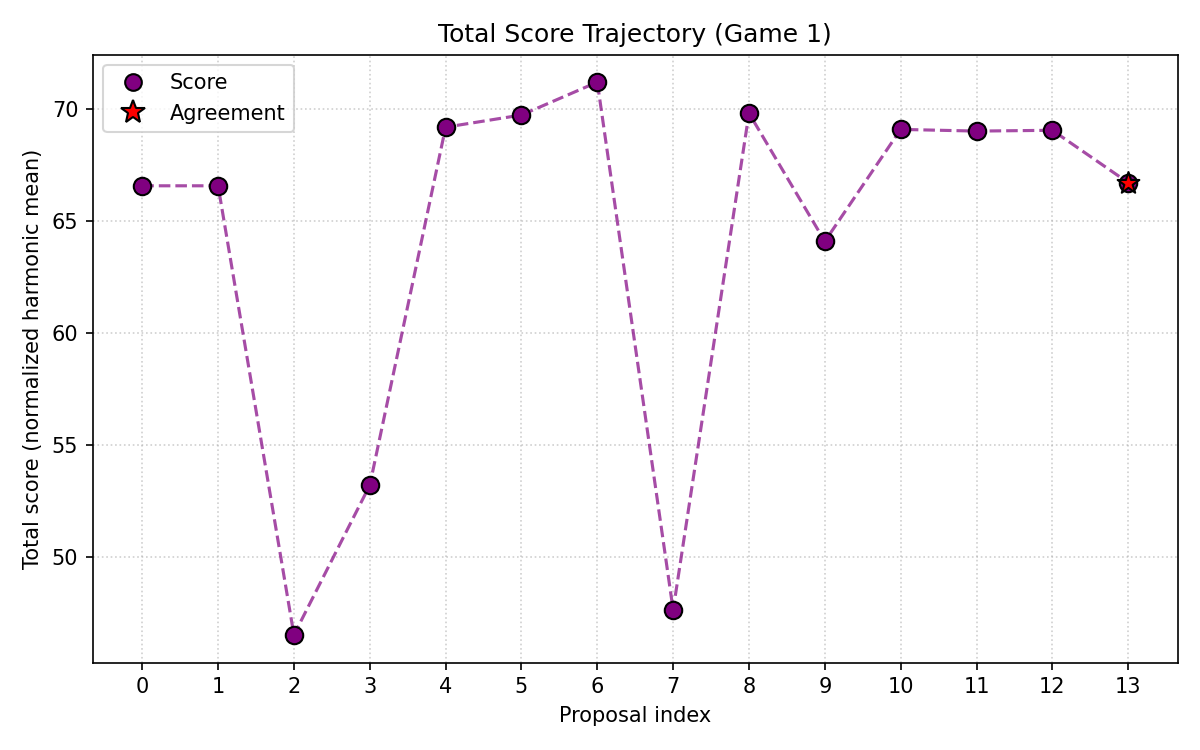 Total Score Trajectory (Game 1)
Score
Agreement
Total score (normalized harmonic mean)
70
65
60
55
50
0 1 2 3 4 5 6 7 8 9 10 11 12 13
Proposal index